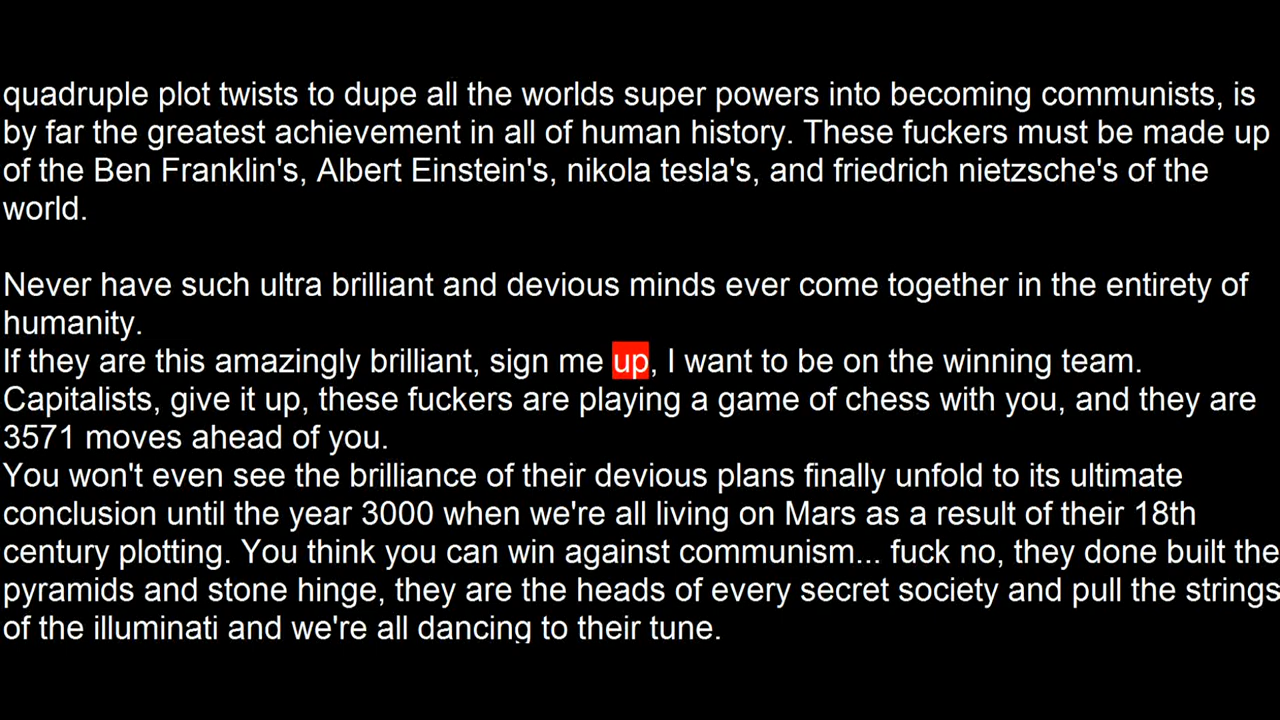 quadruple plot twists to dupe all the worlds super powers into becoming communists, is
by far the greatest achievement in all of human history. These fuckers must be made up
of the Ben Franklin's, Albert Einstein's, nikola tesla's, and friedrich nietzsche's of the
world.
Never have such ultra brilliant and devious minds ever come together in the entirety of
humanity.
If they are this amazingly brilliant, sign me up, I want to be on the winning team.
Capitalists, give it up, these fuckers are playing a game of chess with you, and they are
3571 moves ahead of you.
You won't even see the brilliance of their devious plans finally unfold to its ultimate
conclusion until the year 3000 when we're all living on Mars as a result of their 18th
century plotting. You think you can win against communism... fuck no, they done built the
pyramids and stone hinge, they are the heads of every secret society and pull the strings
of the illuminati and we're all dancing to their tune.